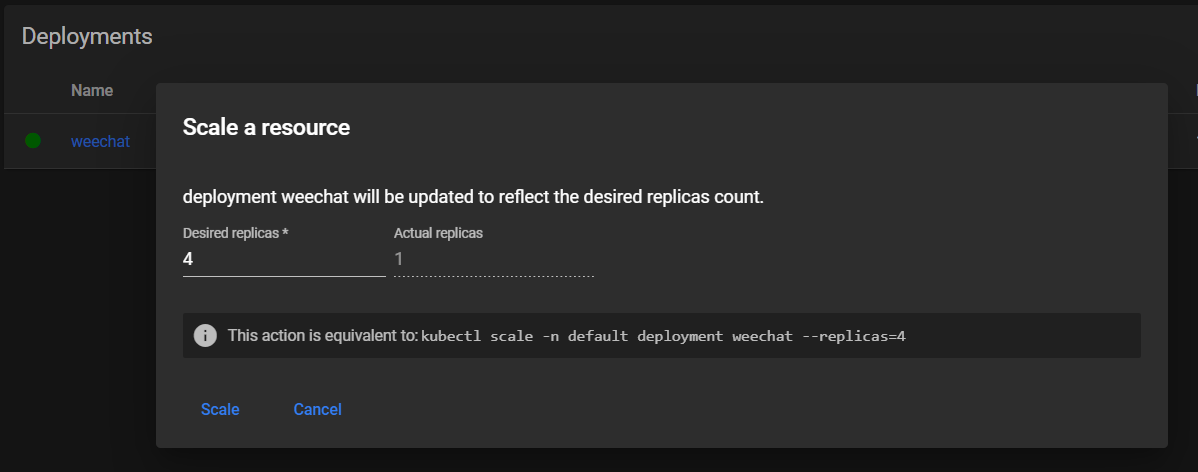 Deployments
Name
weechat
Scale a resource
deployment weechat will be updated to reflect the desired replicas count.
Desired replicas * Actual replicas
4 1
This action is equivalent to: kubectl scale -n default deployment weechat --replicas=4
Scale Cancel